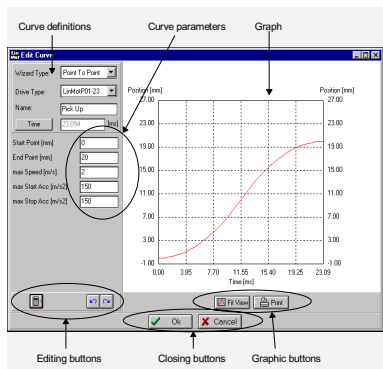 Curve definitions
Curve parameters
Graph
Edit Curve
Wizard Type:
Point To Point
Drive Type:
LinMotP01-23
Name:
Pick Up
Time
23.094
[ms]
Start Point [mm]
0
End Point [mm]
20
max Speed [m/s]
2
max Start Acc [m/s2]
150
max Stop Acc [m/s2]
150
Position [mm]
Position [mm]
27.00
27.00
23.00
23.00
19.00
19.00
15.00
15.00
11.00
11.00
7.00
7.00
3.00
3.00
-1.00
-1.00
0.00
3.85
7.70
11.55
15.40
19.25
23.09
Time [ms]
Fit View
Print
Ok
Cancel
Editing buttons
Closing buttons
Graphic buttons